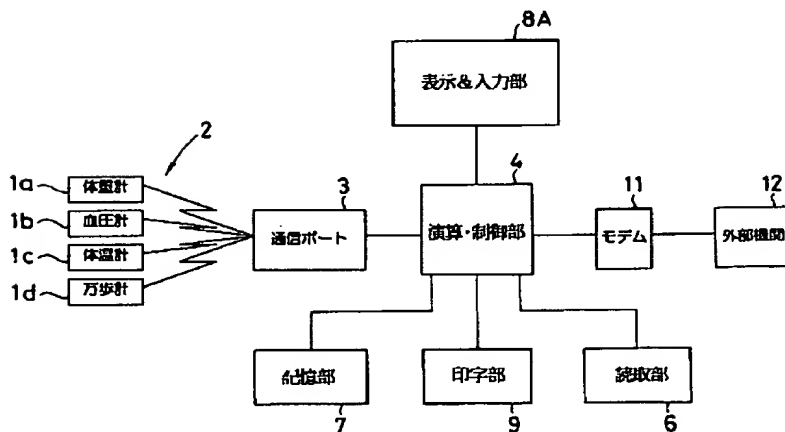 8A
表示&入力部
2
1a
体重計
1b
血圧計
1c
体温計
1d
万歩計
3
通信ポート
4
演算・制御部
11
モデム
12
外部機関
記憶部
7
印字部
9
読取部
6